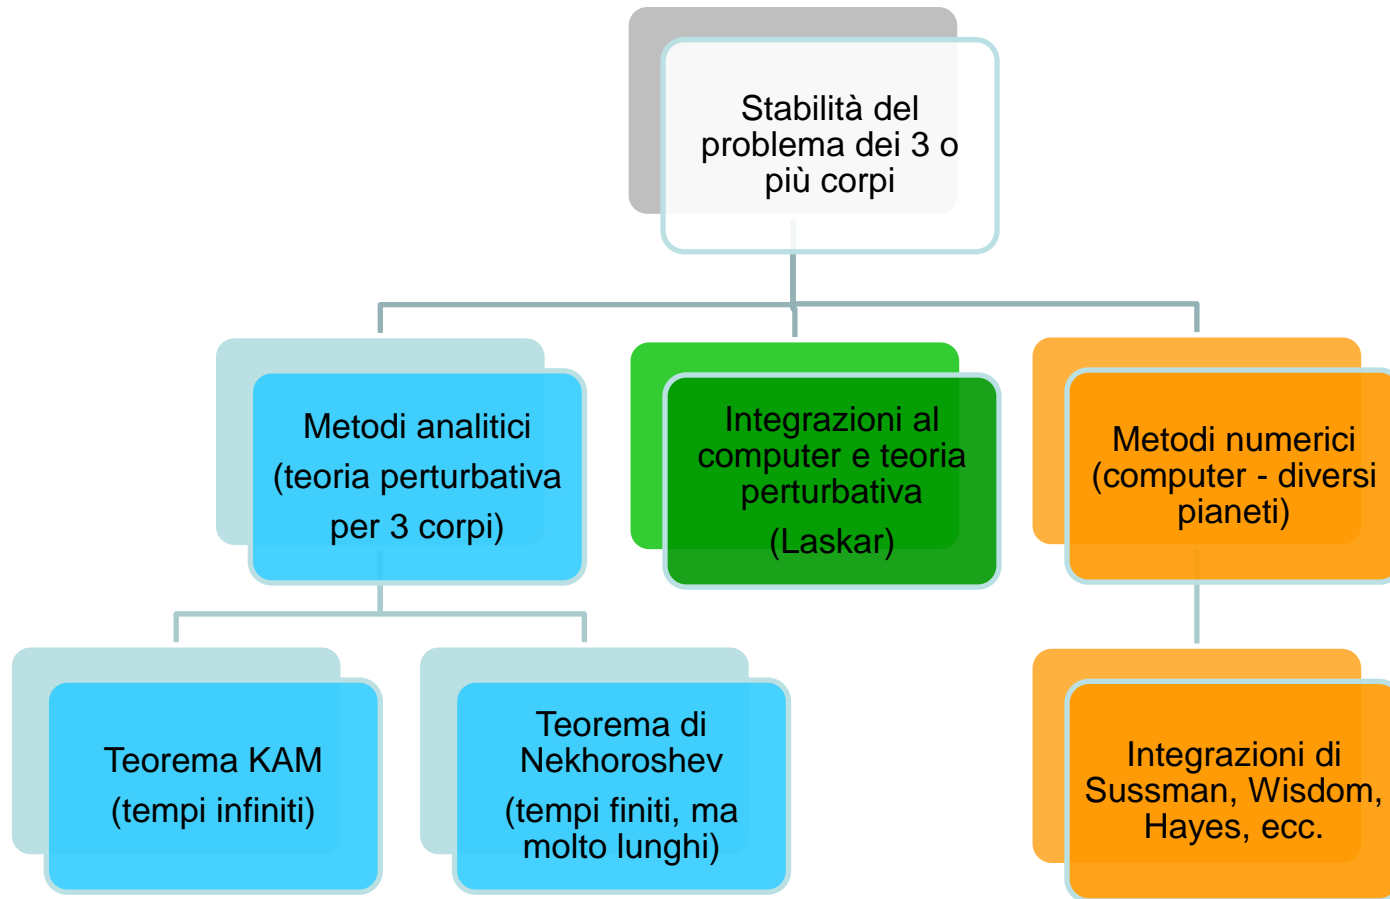 Stabilità del
problema dei 3 o
più corpi
Metodi analitici
(teoria perturbativa
per 3 corpi)
Integrazioni al
computer e teoria
perturbativa
(Laskar)
Metodi numerici
(computer - diversi
pianeti)
Teorema KAM
(tempi infiniti)
Teorema di
Nekhoroshev
(tempi finiti, ma
molto lunghi)
Integrazioni di
Sussman, Wisdom,
Hayes, ecc.